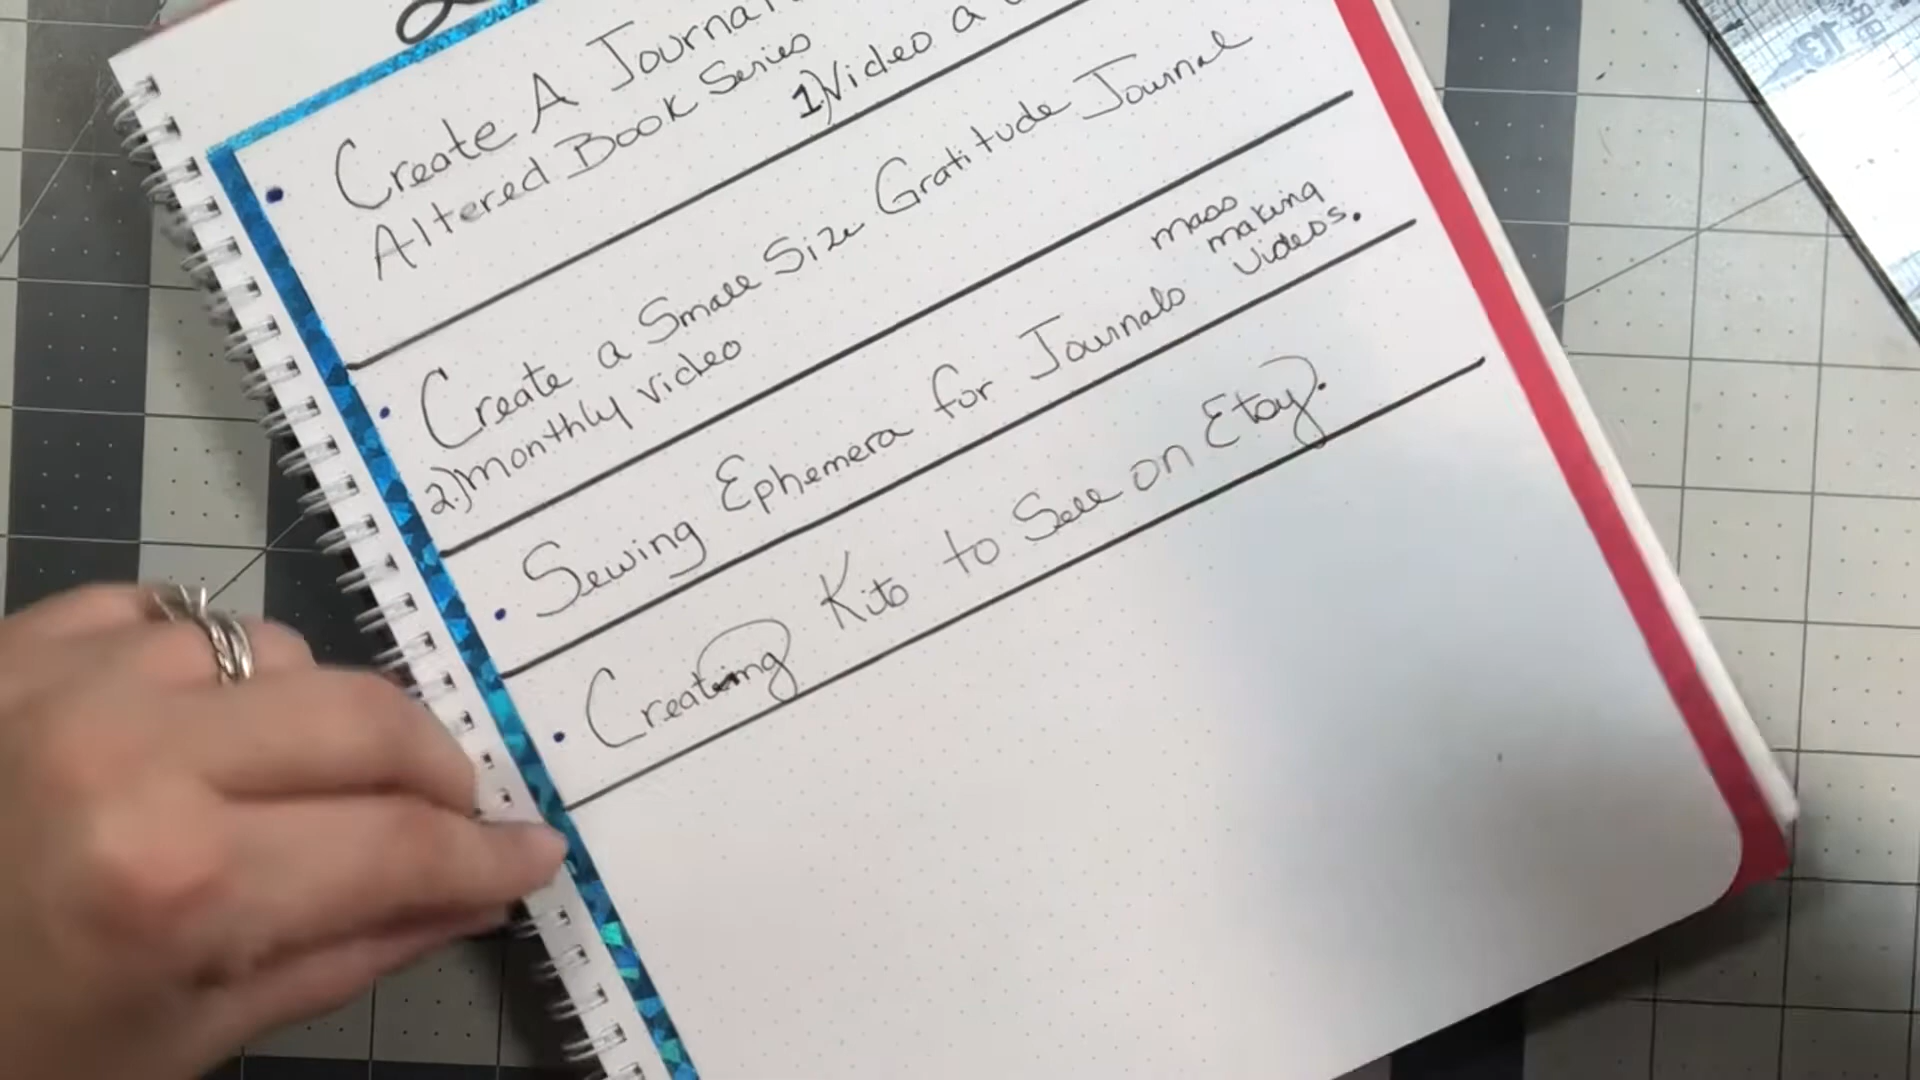 Create A Journal
Altered Book Series
1) Video a
Create a Small Size Gratitude Journal
2.) monthly video
Sewing Ephemera for Journals
mass
making
videos.
Creating Kits to Sell on Etsy.
13